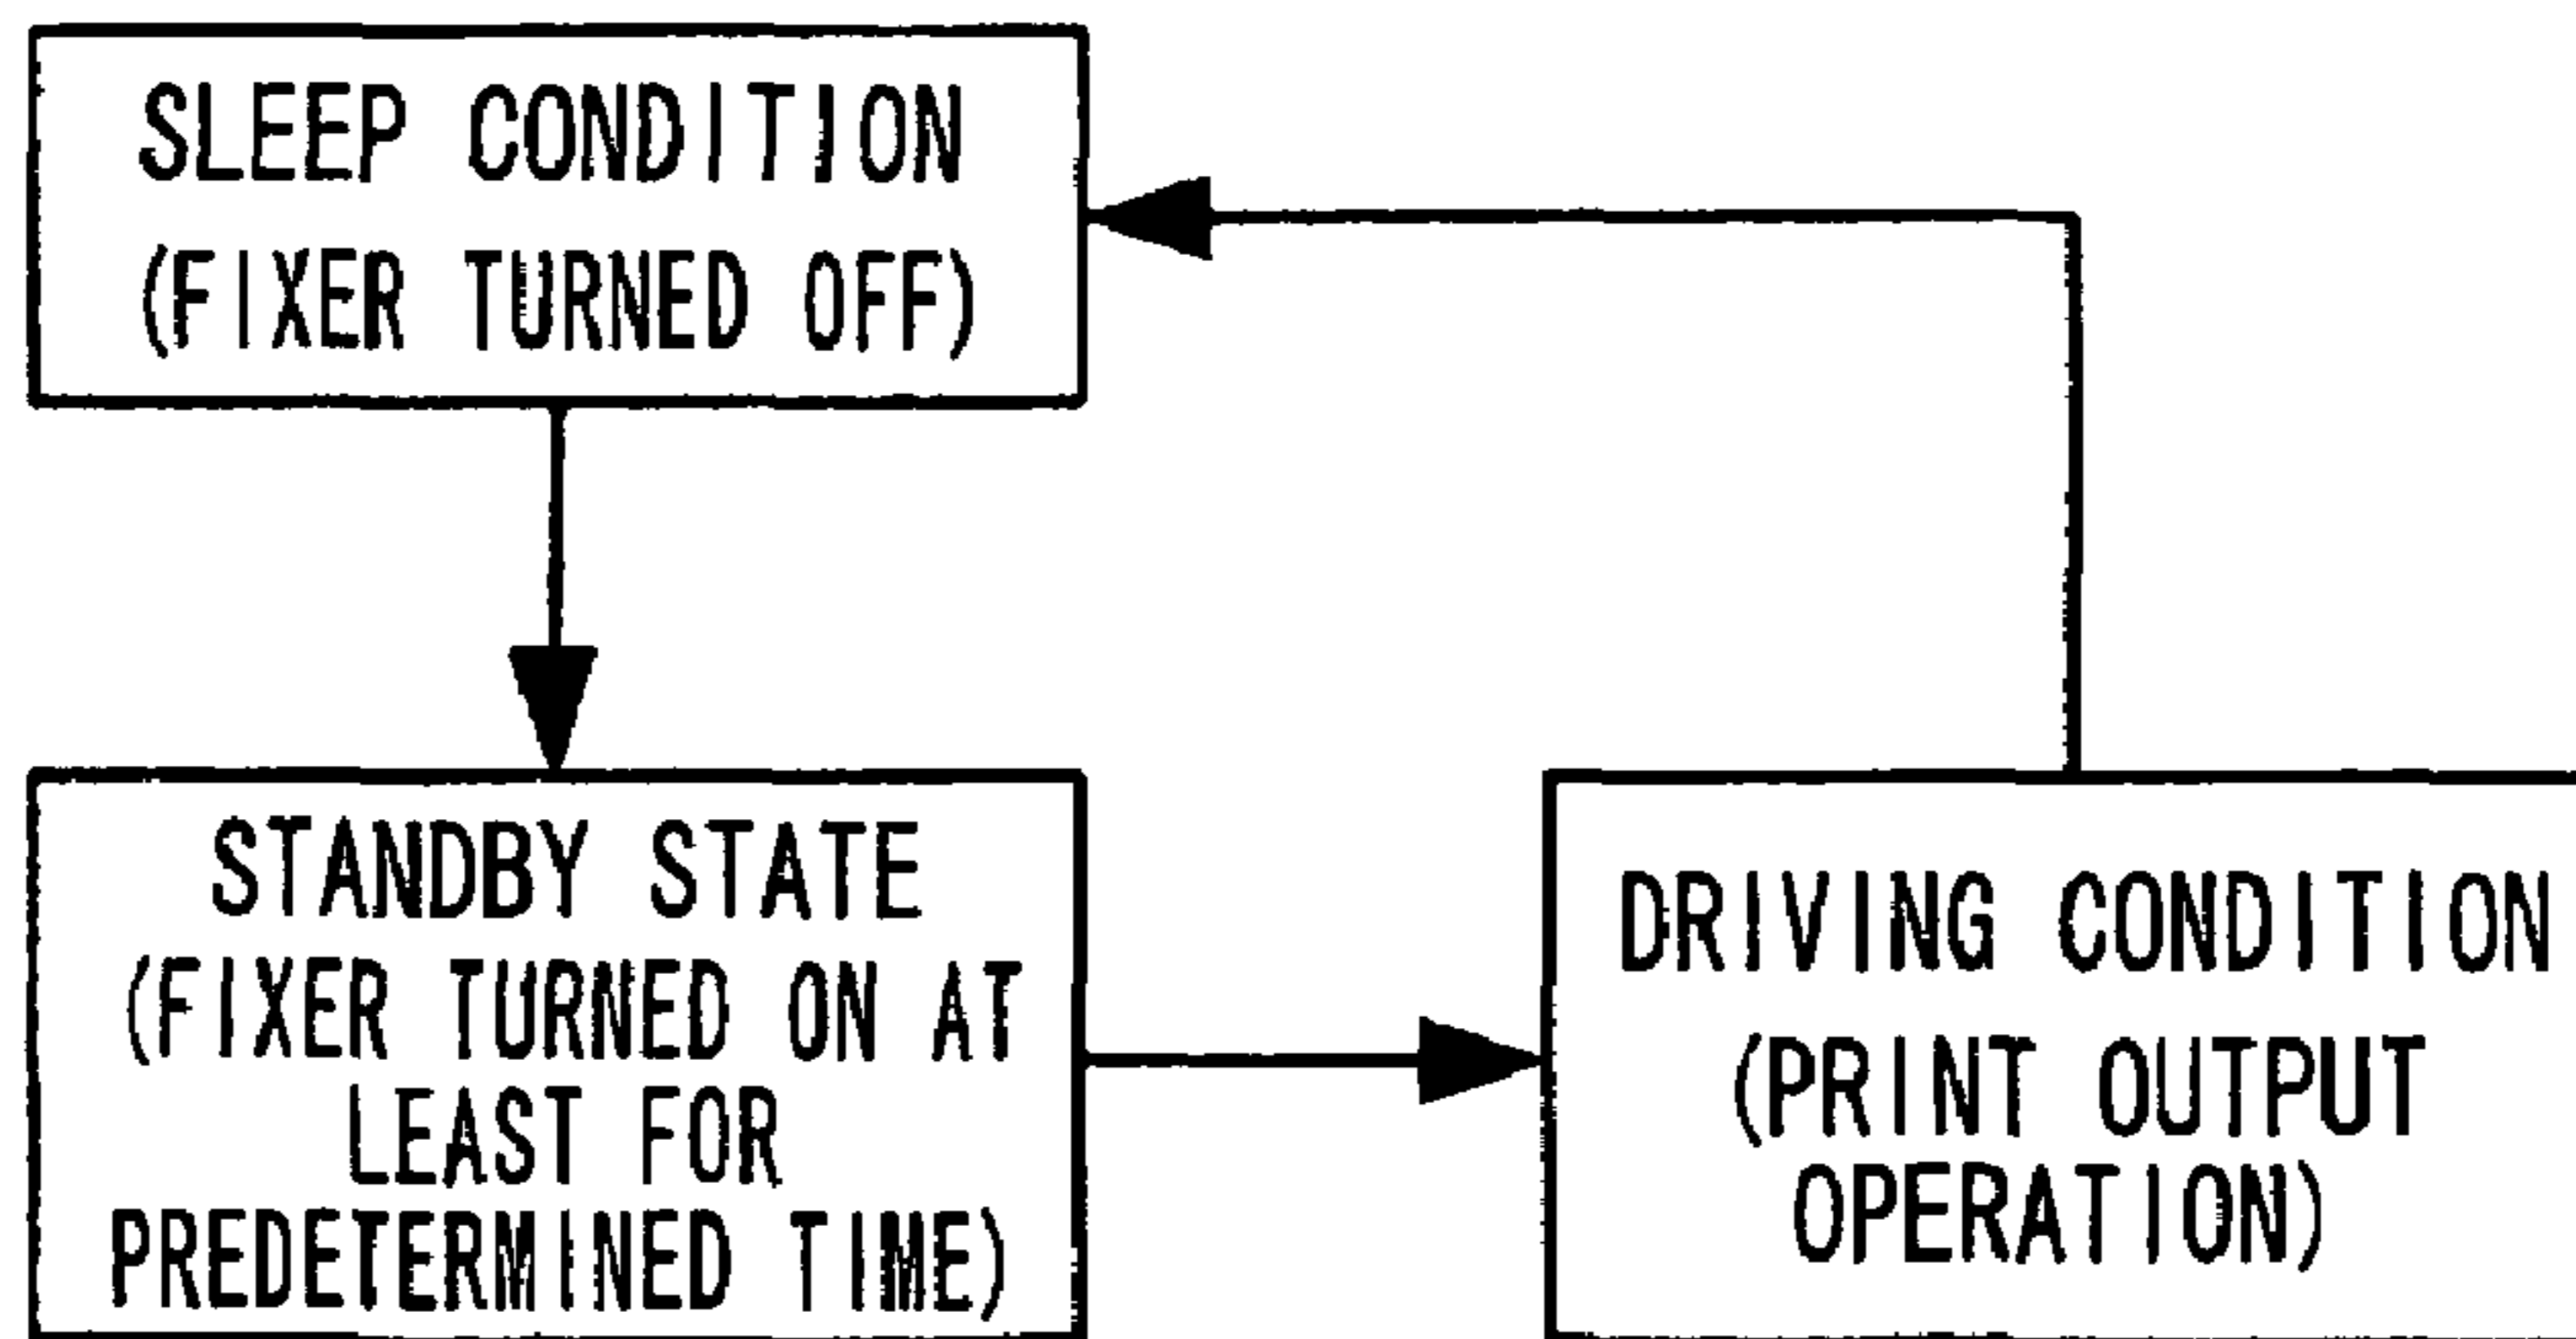 SLEEP CONDITION
(FIXER TURNED OFF)
STANDBY STATE
(FIXER TURNED ON AT
LEAST FOR
PREDETERMINED TIME)
DRIVING CONDITION
(PRINT OUTPUT
OPERATION)